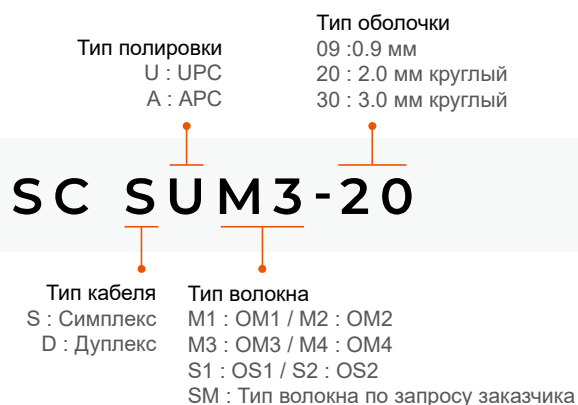 Тип полировки
U : UPC
A : APC
Тип оболочки
09 :0.9 мм
20 : 2.0 мм круглый
30 : 3.0 мм круглый
SC SUM3-20
Тип кабеля
S : Симплекс
D : Дуплекс
Тип волокна
M1 : OM1 / M2 : OM2
M3 : OM3 / M4 : OM4
S1 : OS1 / S2 : OS2
SM : Тип волокна по запросу заказчика